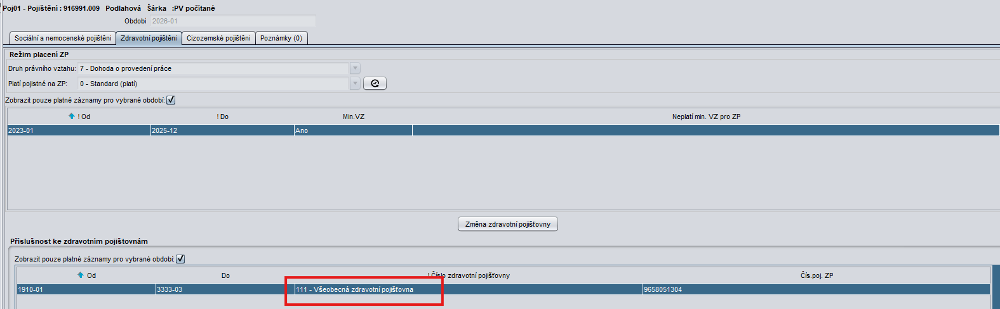 Poj01 - Pojištění : 916991.009 Podlahová Šárka :PV počítané
Období 2026-01
Sociální a nemocenské pojištění Zdravotní pojištění Cizozemské pojištění Poznámky (0)
Režim placení ZP
Druh právního vztahu: 7 - Dohoda o provedení práce
Platí pojistné na ZP: 0 - Standard (platí)
Zobrazit pouze platné záznamy pro vybrané období:
! Od ! Do Min.VZ Neplatí min. VZ pro ZP
2023-01 2025-12 Ano
Změna zdravotní pojišťovny
Příslušnost ke zdravotním pojištovnám
Zobrazit pouze platné záznamy pro vybrané období:
Od Do ! Číslo zdravotní pojišťovny Čís.poj. ZP
1910-01 3333-03 111 - Všeobecná zdravotní pojišťovna 9658051304